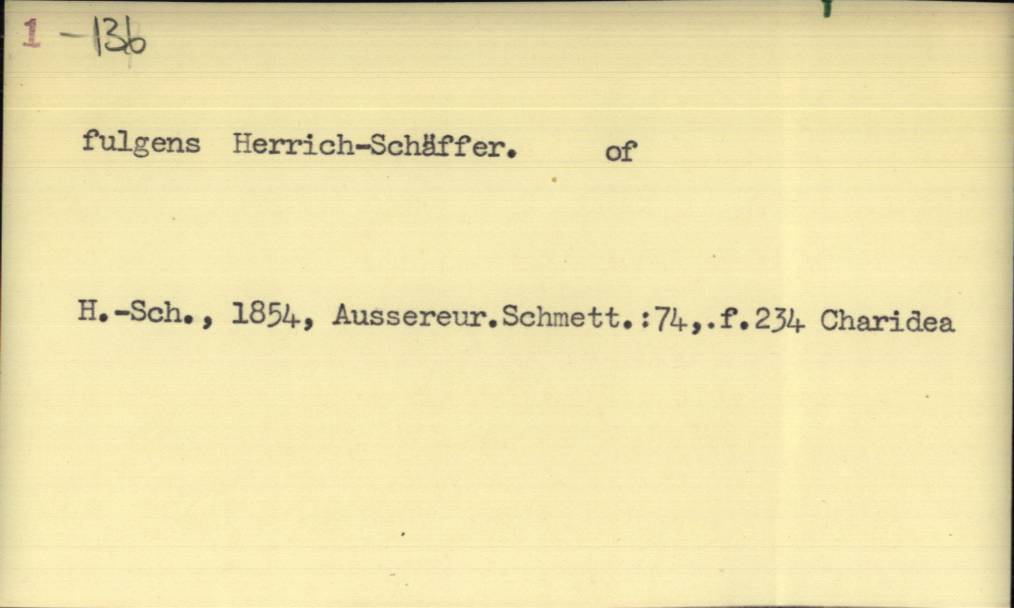 1 -136
fulgens Herrich-Schäffer. of
H.-Sch., 1854, Aussereur.Schmett.:74,.f.234 Charidea